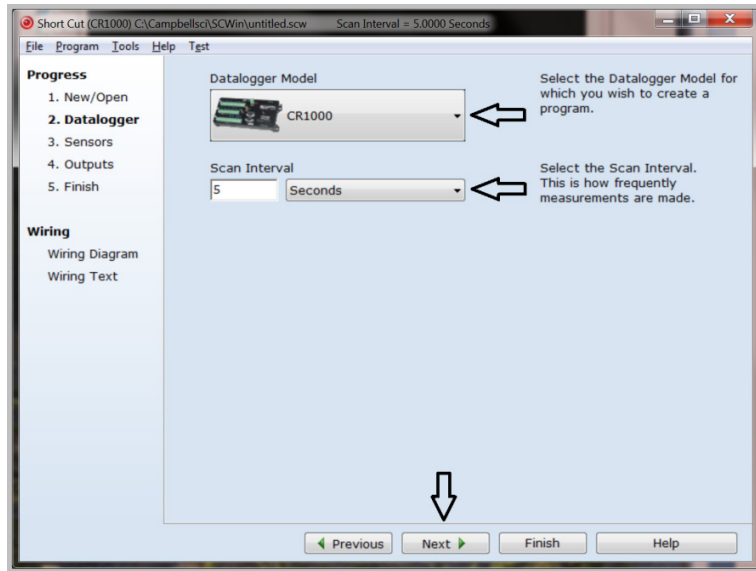 Short Cut (CR1000) C:\Campbellsci\SCWin\untitled.scw Scan Interval = 5.0000 Seconds
File Program Tools Help Test
Progress
1. New/Open
2. Datalogger
3. Sensors
4. Outputs
5. Finish
Wiring
Wiring Diagram
Wiring Text
Datalogger Model
CR1000
Select the Datalogger Model for
which you wish to create a
program.
Scan Interval
5 Seconds
Select the Scan Interval.
This is how frequently
measurements are made.
Previous Next Finish Help